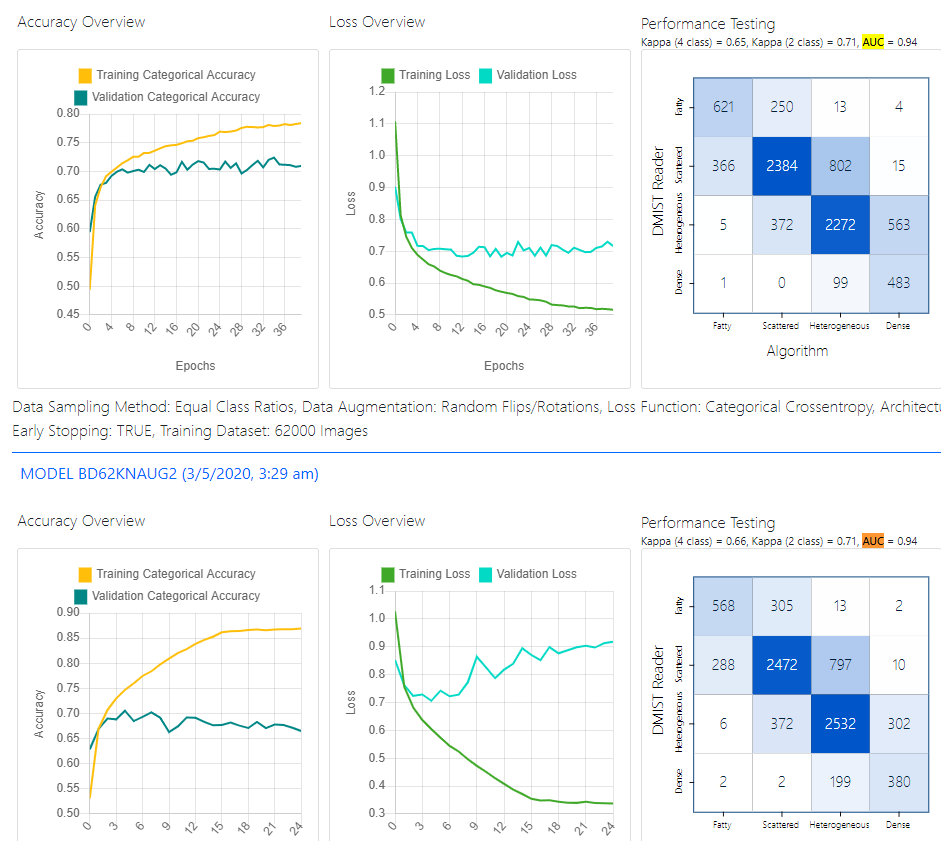 Accuracy Overview
Loss Overview
Performance Testing
Kappa (4 class) = 0.65, Kappa (2 class) = 0.71, AUC = 0.94
Training Categorical Accuracy
Validation Categorical Accuracy
0.80
0.75
0.70
0.65
0.60
0.55
0.50
0.45
Accuracy
0 4 8 12 16 20 24 28 32 36
Epochs
Training Loss Validation Loss
1.2
1.1
1.0
0.9
0.8
0.7
0.6
0.5
Loss
0 4 8 12 16 20 24 28 32 36
Epochs
DMIST Reader
Fatty 621 250 13 4
Scattered 366 2384 802 15
Heterogeneous 5 372 2272 563
Dense 1 0 99 483
Fatty Scattered Heterogeneous Dense
Algorithm
Data Sampling Method: Equal Class Ratios, Data Augmentation: Random Flips/Rotations, Loss Function: Categorical Crossentropy,
Early Stopping: TRUE, Training Dataset: 62000 Images
MODEL BD62KNAUG2 (3/5/2020, 3:29 am)
Accuracy Overview
Loss Overview
Performance Testing
Kappa (4 class) = 0.66, Kappa (2 class) = 0.71, AUC = 0.94
Training Categorical Accuracy
Validation Categorical Accuracy
0.90
0.85
0.80
0.75
0.70
0.65
0.60
0.55
0.50
Accuracy
0 3 6 9 12 15 18 21 24
Training Loss Validation Loss
1.1
1.0
0.9
0.8
0.7
0.6
0.5
0.4
0.3
Loss
0 3 6 9 12 15 18 21 24
DMIST Reader
Fatty 568 305 13 2
Scattered 288 2472 797 10
Heterogeneous 6 372 2532 302
Dense 2 2 199 380
Fatty Scattered Heterogeneous Dense